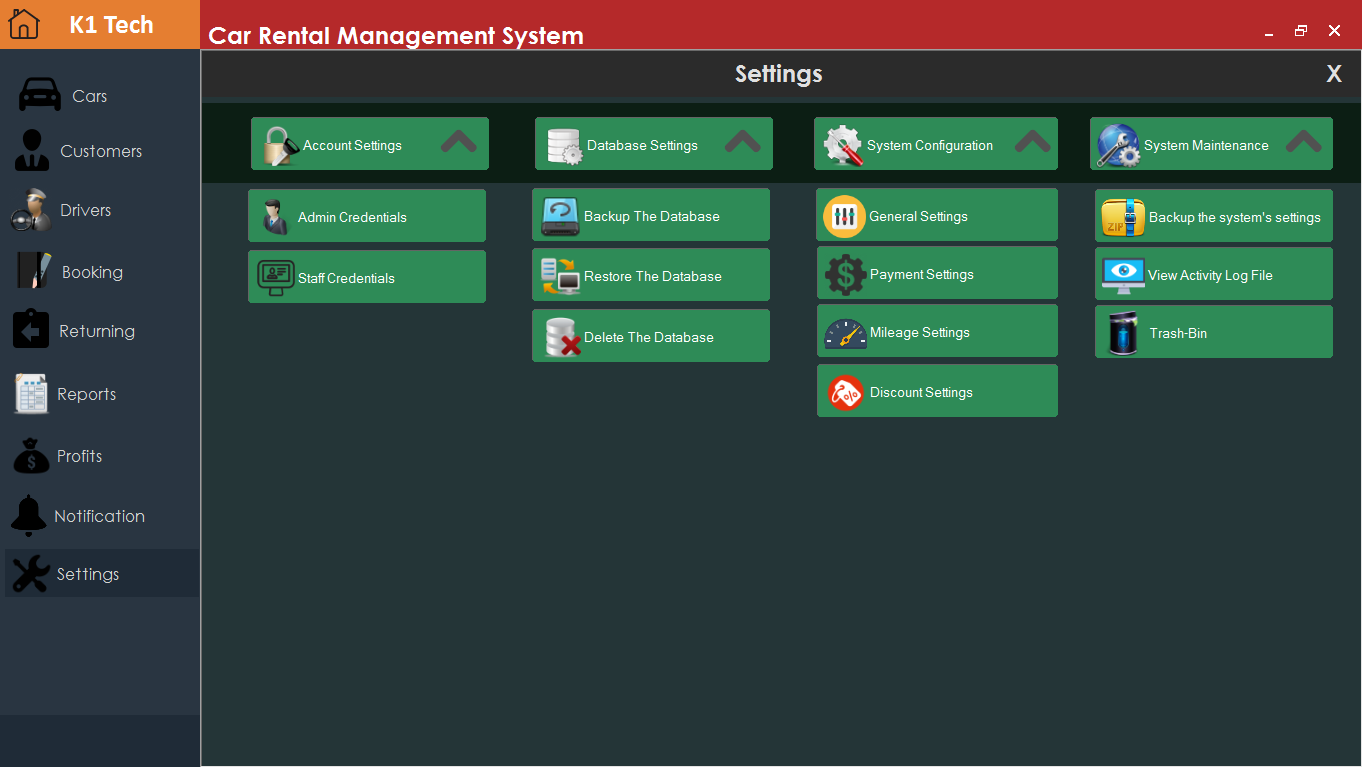 K1 Tech
Car Rental Management System
Settings
X
Cars
Customers
Drivers
Booking
Returning
Reports
Profits
Notification
Settings
Account Settings
Admin Credentials
Staff Credentials
Database Settings
Backup The Database
Restore The Database
Delete The Database
System Configuration
General Settings
$
Payment Settings
Mileage Settings
%
Discount Settings
System Maintenance
ZIP
Backup the system's settings
View Activity Log File
Trash-Bin